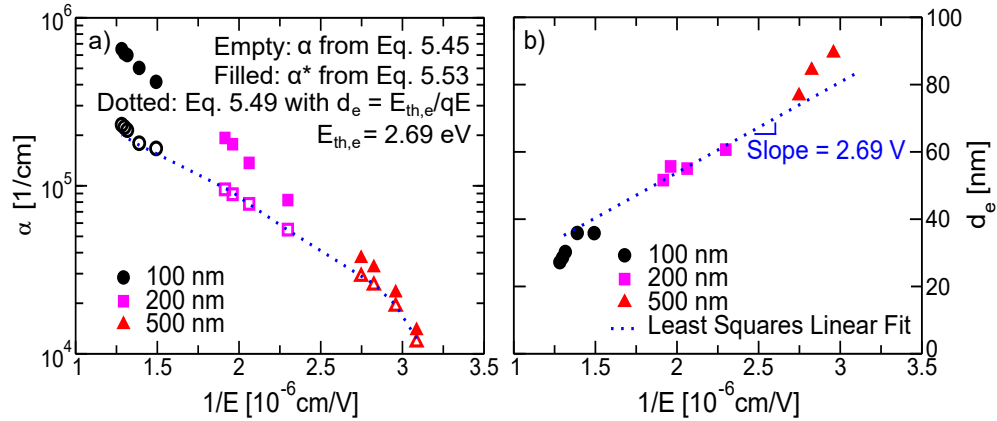 a)
Empty: α from Eq. 5.45
Filled: α* from Eq. 5.53
Dotted: Eq. 5.49 with d_e = E_th,e/qE
E_th,e = 2.69 eV
10^6
10^5
10^4
α [1/cm]
100 nm
200 nm
500 nm
1 1.5 2 2.5 3 3.5
1/E [10^-6 cm/V]
b)
Slope = 2.69 V
100 nm
200 nm
500 nm
Least Squares Linear Fit
100
80
60
40
20
0
d_e [nm]
1 1.5 2 2.5 3 3.5
1/E [10^-6 cm/V]